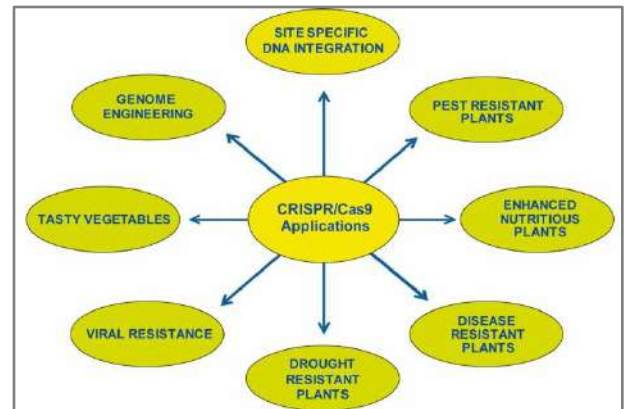 SITE SPECIFIC
DNA INTEGRATION
GENOME
ENGINEERING
PEST RESISTANT
PLANTS
CRISPR/Cas9
Applications
TASTY VEGETABLES
ENHANCED
NUTRITIOUS
PLANTS
VIRAL RESISTANCE
DISEASE
RESISTANT
PLANTS
DROUGHT
RESISTANT
PLANTS